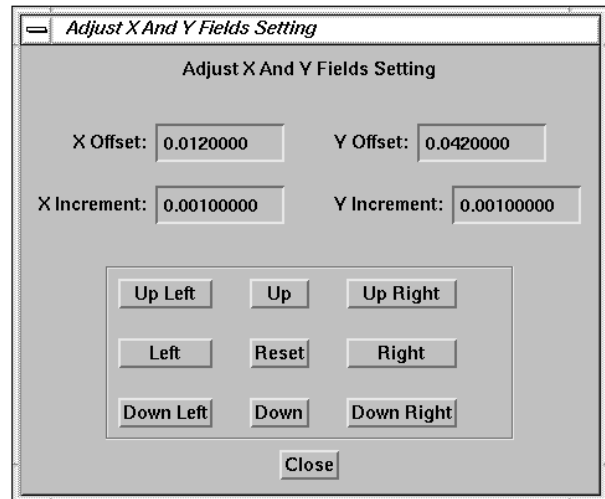 Adjust X And Y Fields Setting
Adjust X And Y Fields Setting
X Offset: 0.0120000 Y Offset: 0.0420000
X Increment: 0.00100000 Y Increment: 0.00100000
Up Left Up Up Right
Left Reset Right
Down Left Down Down Right
Close